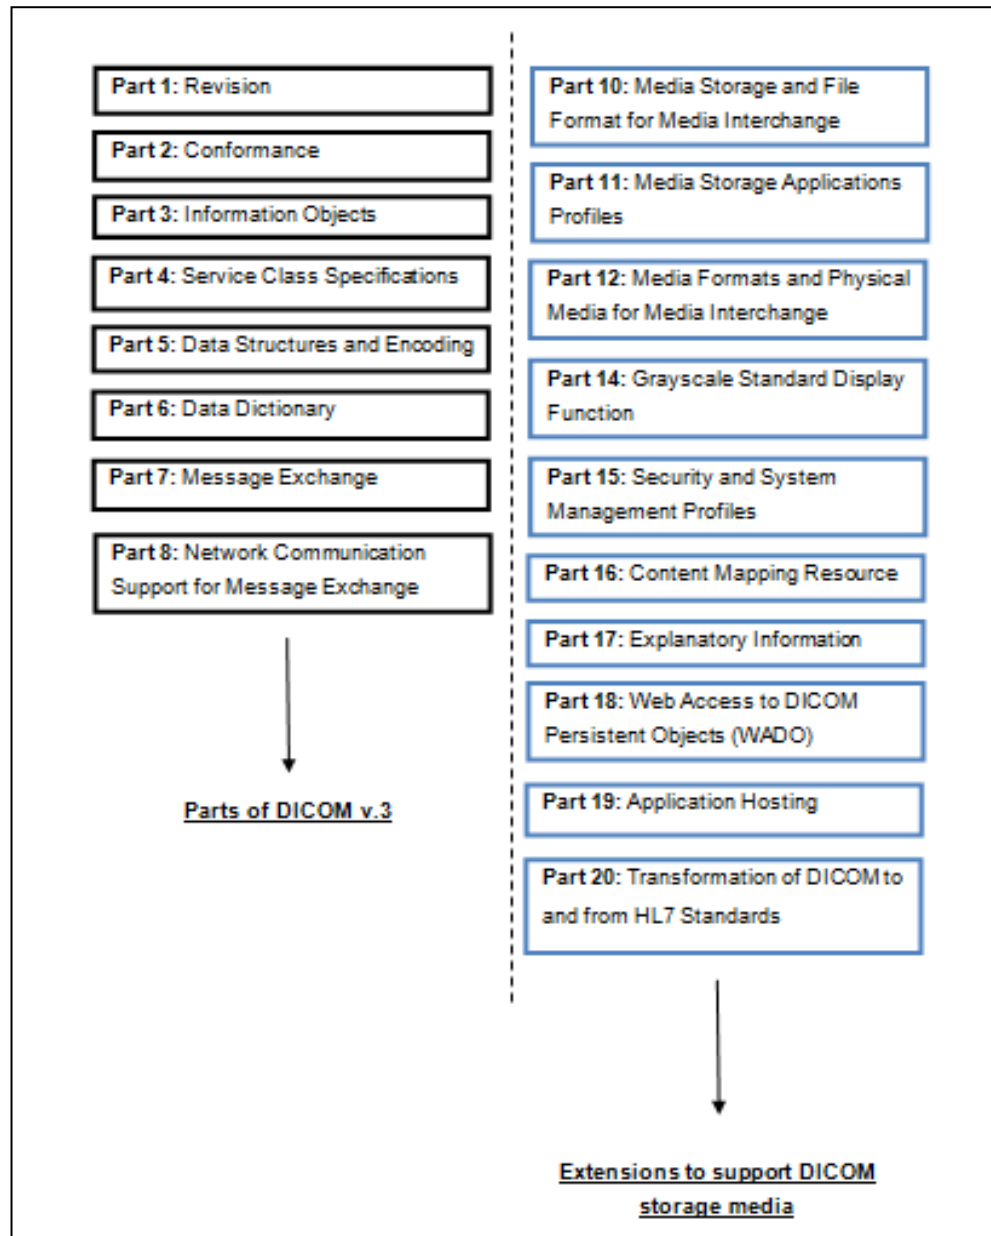 Part 1: Revision
Part 2: Conformance
Part 3: Information Objects
Part 4: Service Class Specifications
Part 5: Data Structures and Encoding
Part 6: Data Dictionary
Part 7: Message Exchange
Part 8: Network Communication
Support for Message Exchange
Parts of DICOM v.3
Part 10: Media Storage and File
Format for Media Interchange
Part 11: Media Storage Applications
Profiles
Part 12: Media Formats and Physical
Media for Media Interchange
Part 14: Grayscale Standard Display
Function
Part 15: Security and System
Management Profiles
Part 16: Content Mapping Resource
Part 17: Explanatory Information
Part 18: Web Access to DICOM
Persistent Objects (WADO)
Part 19: Application Hosting
Part 20: Transformation of DICOM to
and from HL7 Standards
Extensions to support DICOM
storage media